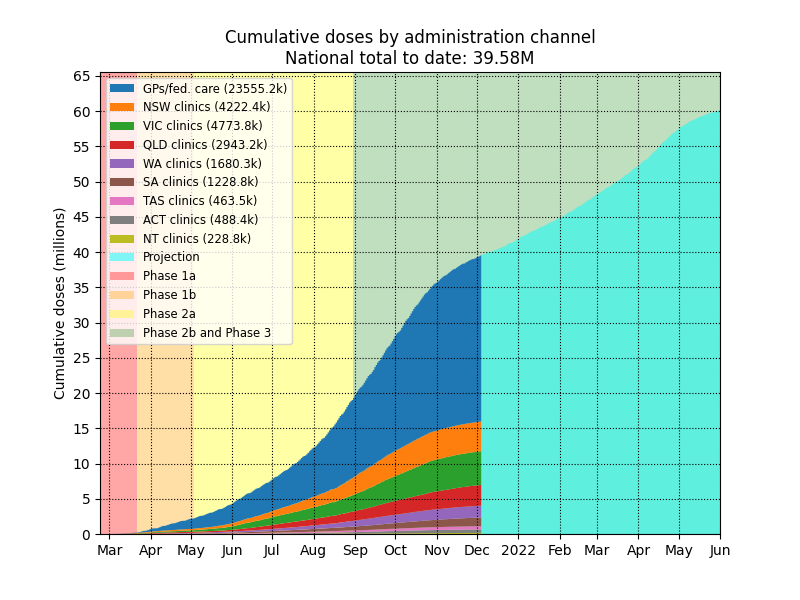 Cumulative doses by administration channel
National total to date: 39.58M
Cumulative doses (millions)
65
60
55
50
45
40
35
30
25
20
15
10
5
0
GPs/fed. care (23555.2k)
NSW clinics (4222.4k)
VIC clinics (4773.8k)
QLD clinics (2943.2k)
WA clinics (1680.3k)
SA clinics (1228.8k)
TAS clinics (463.5k)
ACT clinics (488.4k)
NT clinics (228.8k)
Projection
Phase 1a
Phase 1b
Phase 2a
Phase 2b and Phase 3
Mar Apr May Jun Jul Aug Sep Oct Nov Dec 2022 Feb Mar Apr May Jun